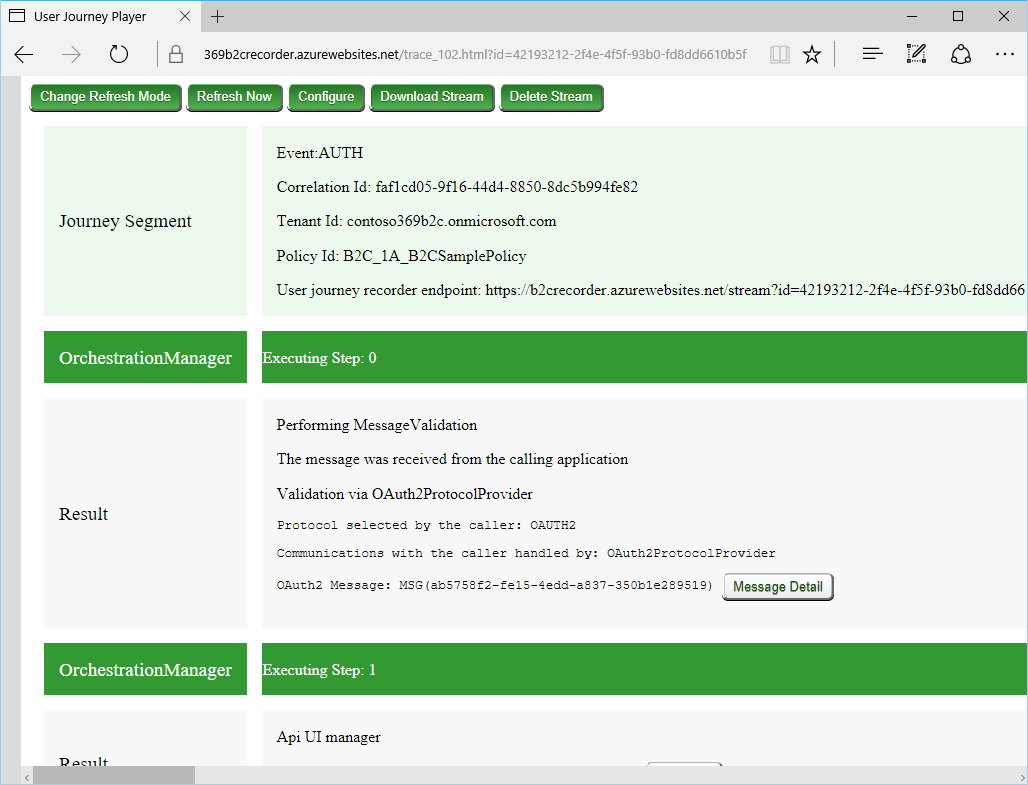 User Journey Player
369b2crecorder.azurewebsites.net/trace_102.html?id=42193212-2f4e-4f5f-93b0-fd8dd6610b5f
Change Refresh Mode Refresh Now Configure Download Stream Delete Stream
Event:AUTH
Correlation Id: faf1cd05-9f16-44d4-8850-8dc5b994fe82
Journey Segment
Tenant Id: contoso369b2c.onmicrosoft.com
Policy Id: B2C_1A_B2CSamplePolicy
User journey recorder endpoint: https://b2crecorder.azurewebsites.net/stream?id=42193212-2f4e-4f5f-93b0-fd8dd66
OrchestrationManager
Executing Step: 0
Performing MessageValidation
The message was received from the calling application
Validation via OAuth2ProtocolProvider
Result
Protocol selected by the caller: OAUTH2
Communications with the caller handled by: OAuth2ProtocolProvider
OAuth2 Message: MSG(ab5758f2-fe15-4edd-a837-350b1e289519) Message Detail
OrchestrationManager
Executing Step: 1
Api UI manager
Result